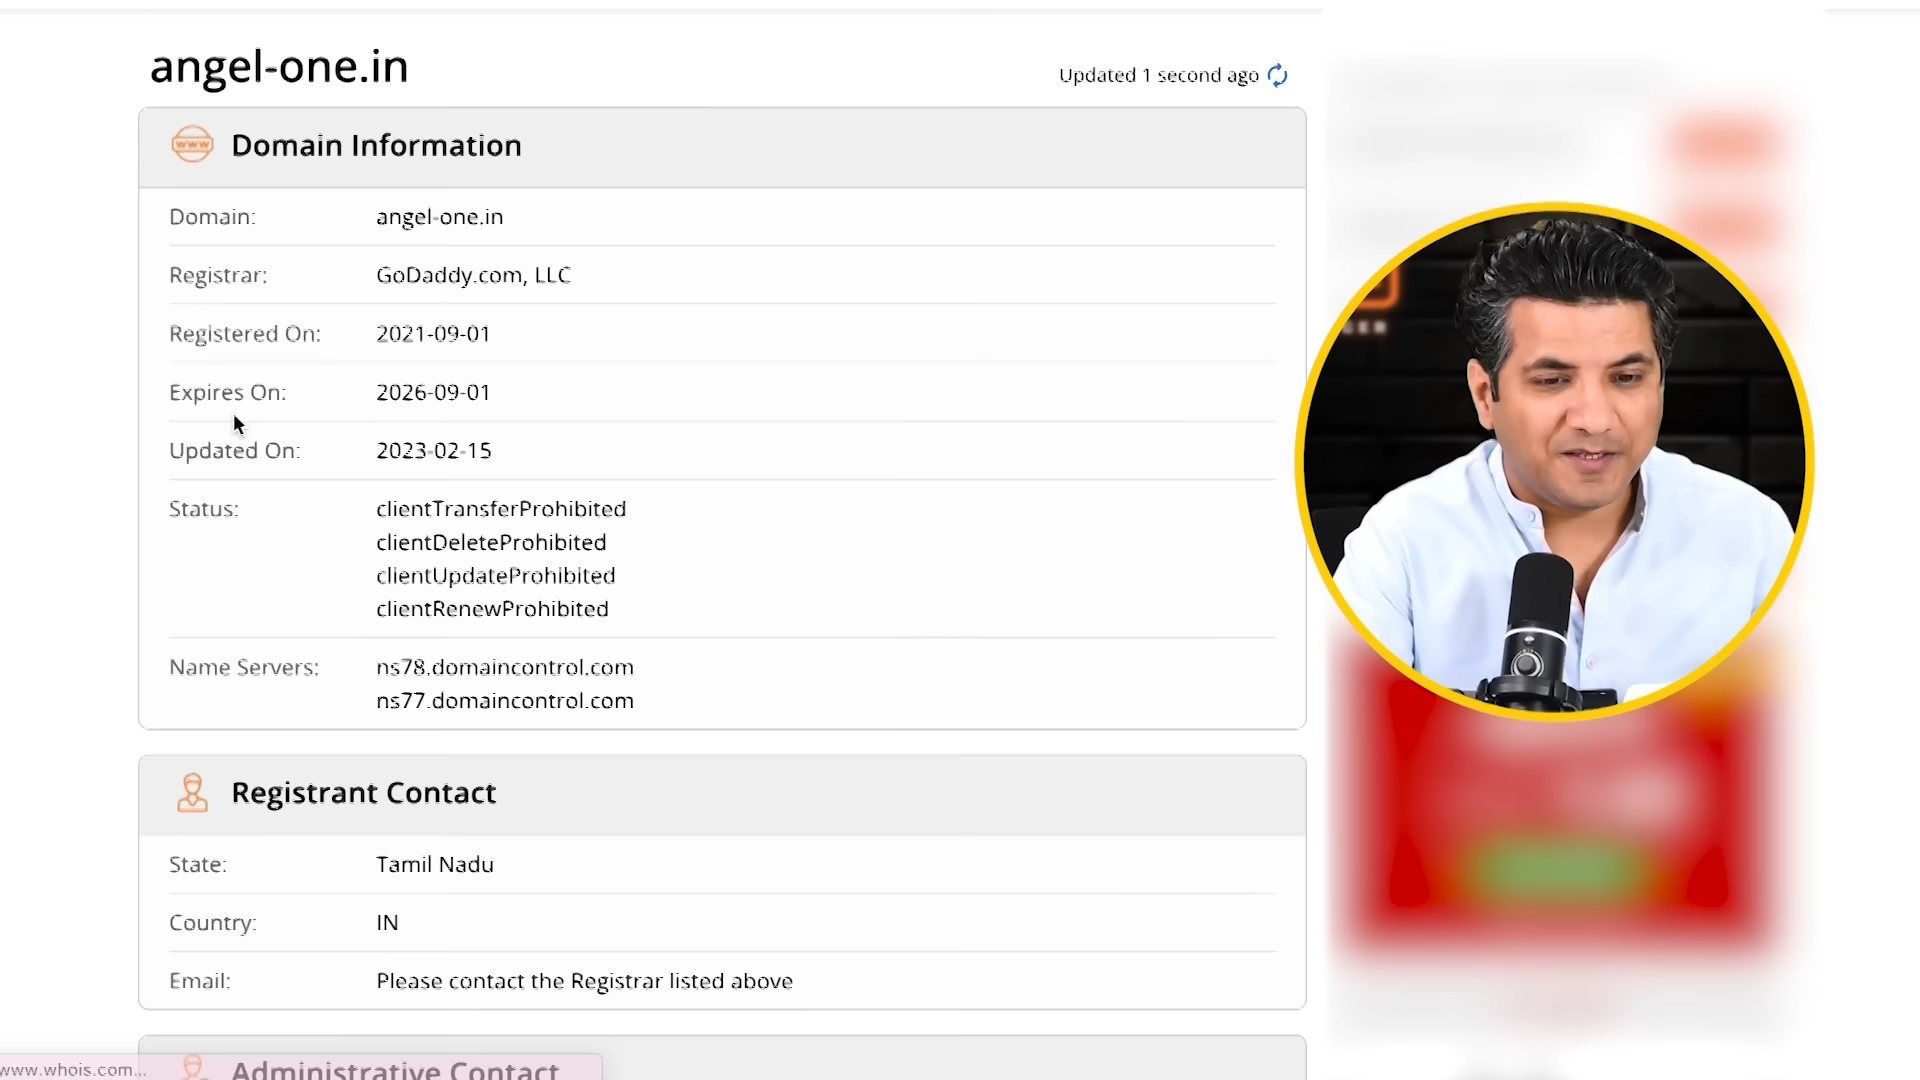 angel-one.in
Updated 1 second ago
Domain Information
Domain: angel-one.in
Registrar: GoDaddy.com, LLC
Registered On: 2021-09-01
Expires On: 2026-09-01
Updated On: 2023-02-15
Status: clientTransferProhibited
clientDeleteProhibited
clientUpdateProhibited
clientRenewProhibited
Name Servers: ns78.domaincontrol.com
ns77.domaincontrol.com
Registrant Contact
State: Tamil Nadu
Country: IN
Email: Please contact the Registrar listed above
Administrative Contact
www.whois.com...